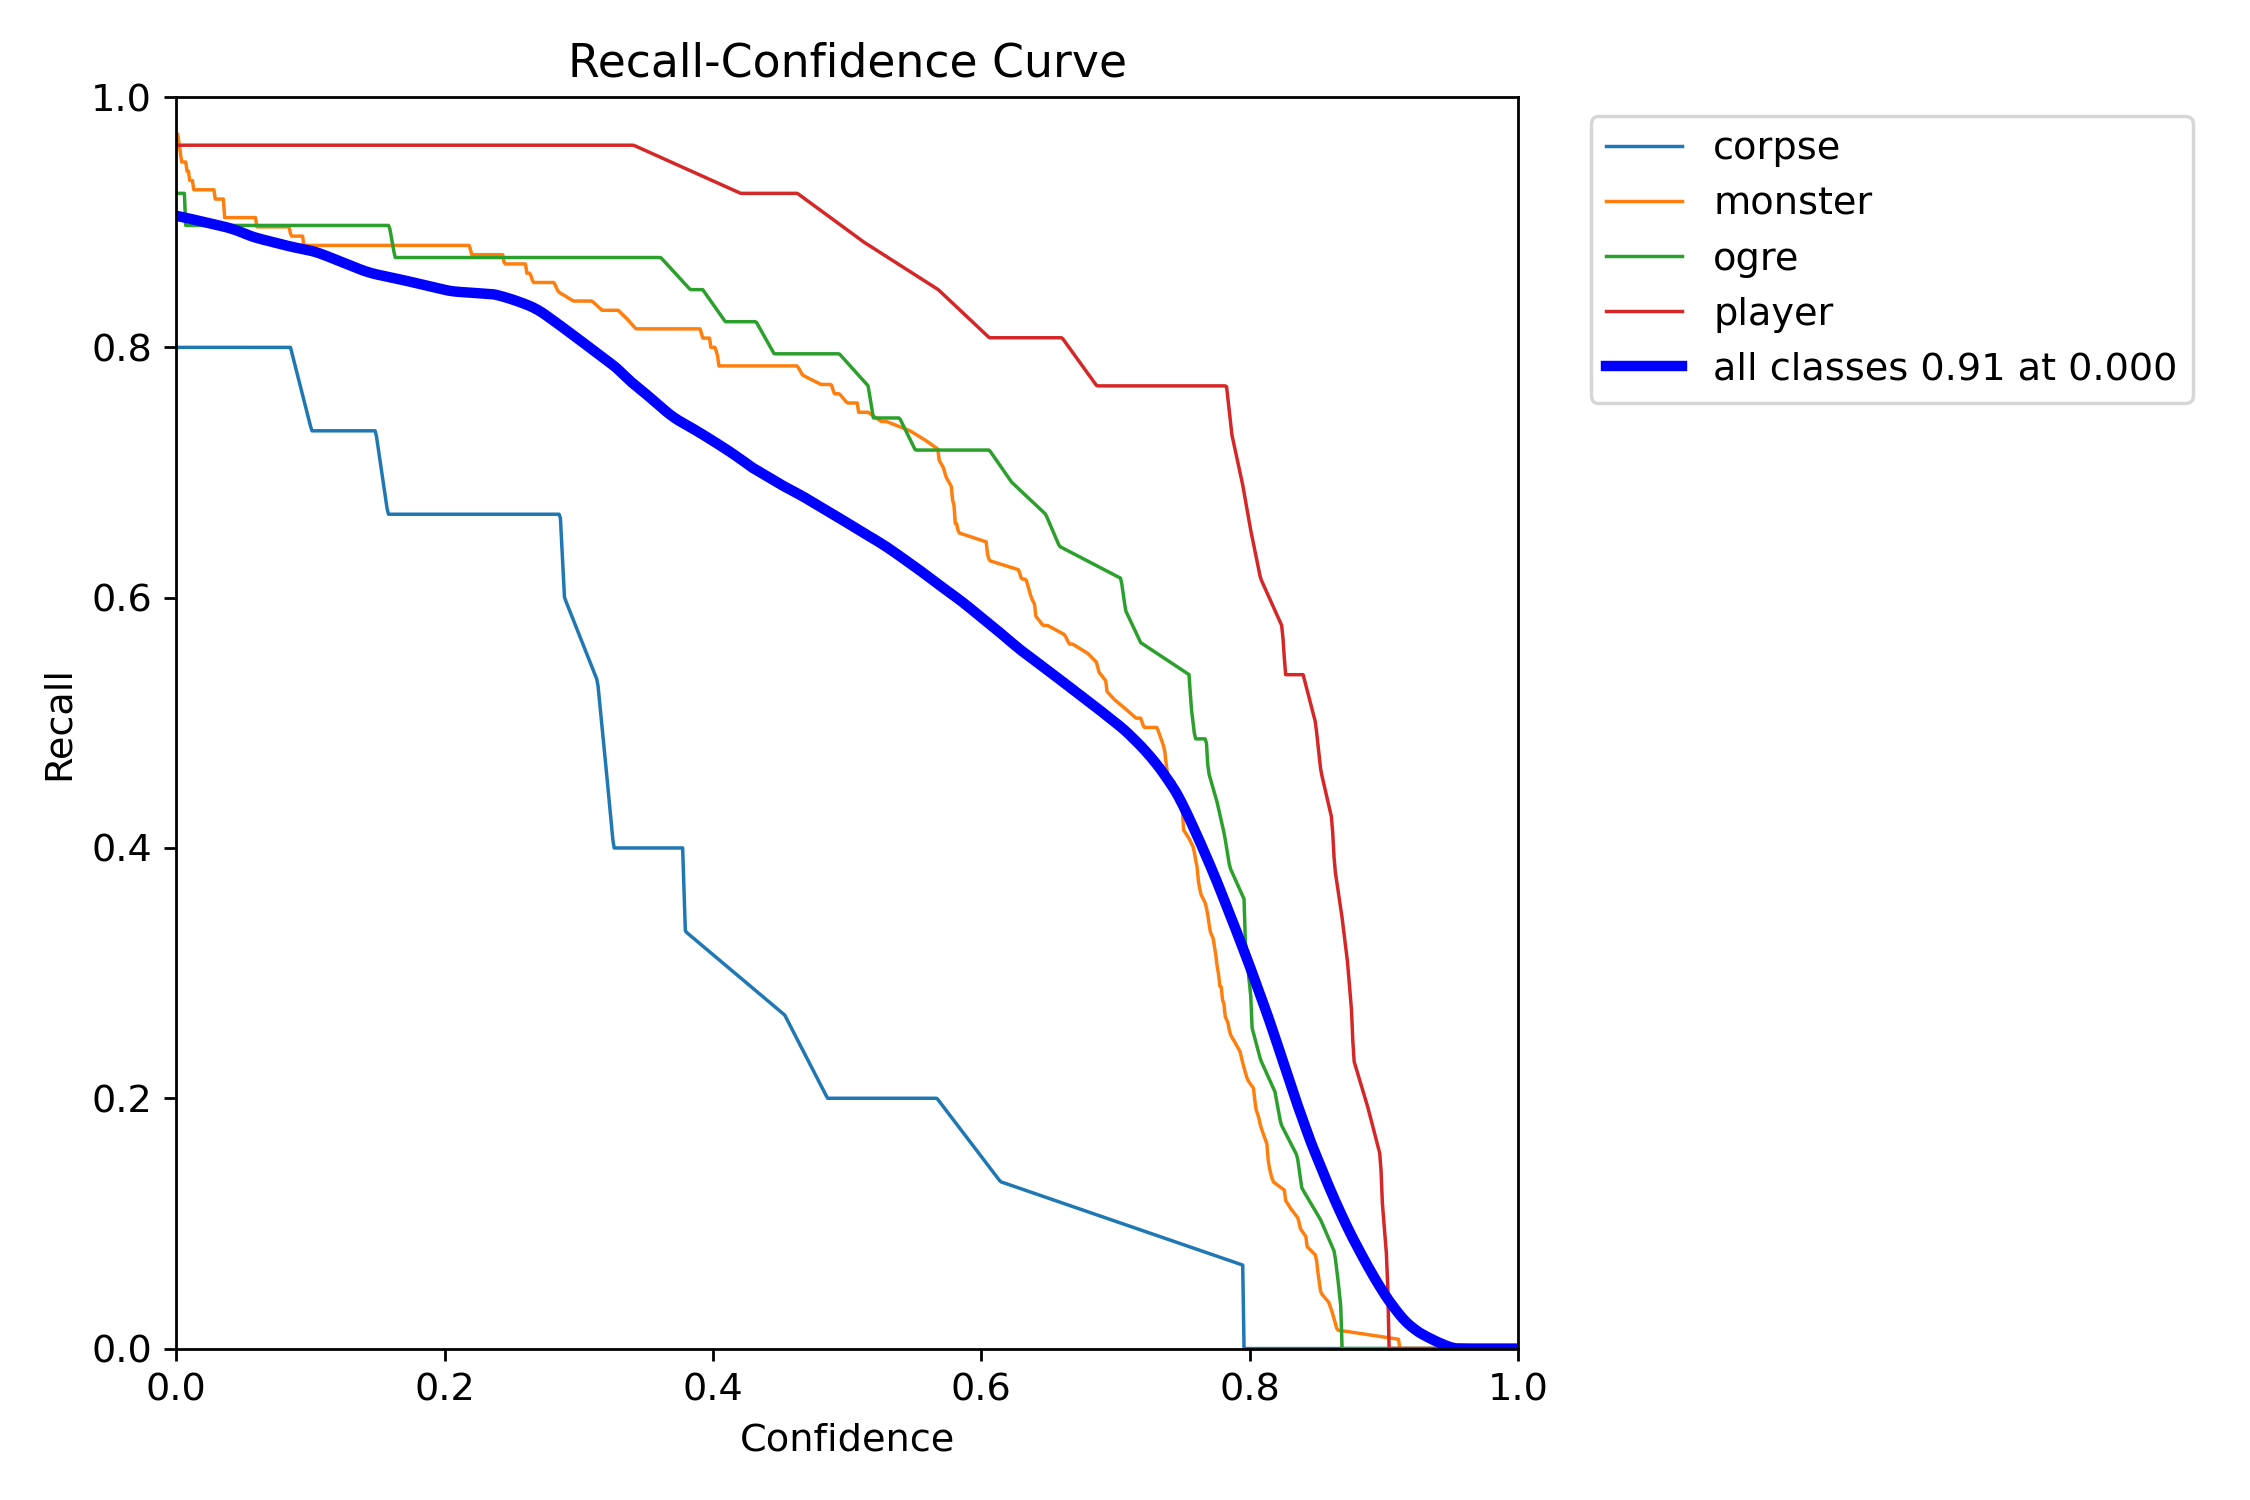 Recall-Confidence Curve
1.0
0.8
0.6
0.4
0.2
0.0
Recall
0.0 0.2 0.4 0.6 0.8 1.0
Confidence
corpse
monster
ogre
player
all classes 0.91 at 0.000